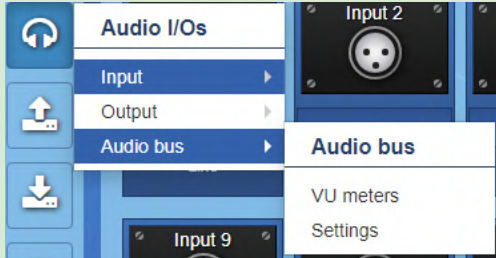 Audio I/Os
Input 2
Input
Output
Audio bus
Audio bus
VU meters
Settings
Input 9